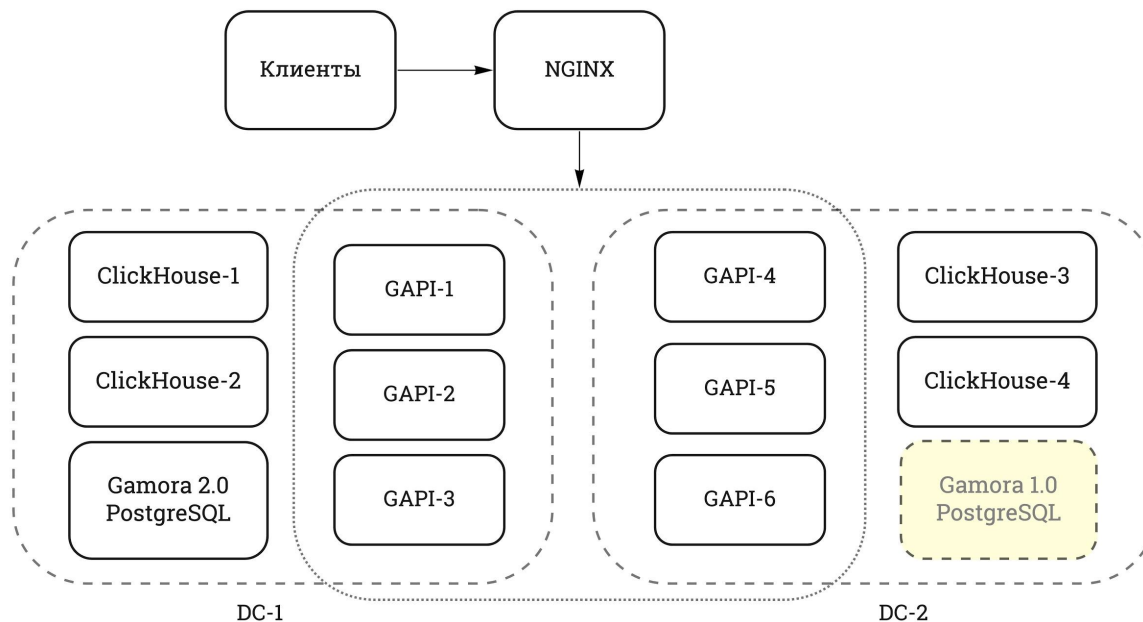 Клиенты
NGINX
ClickHouse-1
ClickHouse-2
Gamora 2.0
PostgreSQL
GAPI-1
GAPI-2
GAPI-3
GAPI-4
GAPI-5
GAPI-6
ClickHouse-3
ClickHouse-4
Gamora 1.0
PostgreSQL
DC-1
DC-2